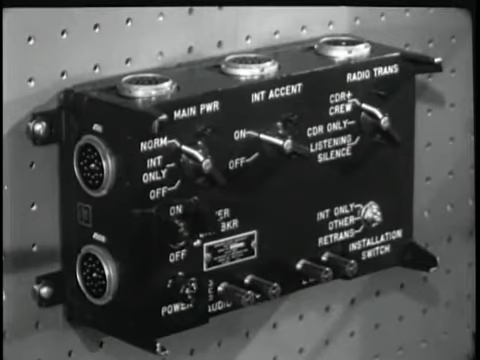 RADIO TRANS
INT ACCENT
MAIN PWR
CDR+
CREW
CDR ONLY
LISTENING
SILENCE
ON
OFF
NORM
INT
ONLY
OFF
ON
BKR
OFF
INT ONLY
OTHER
RETRANS
INSTALLATION
SWITCH
POWER